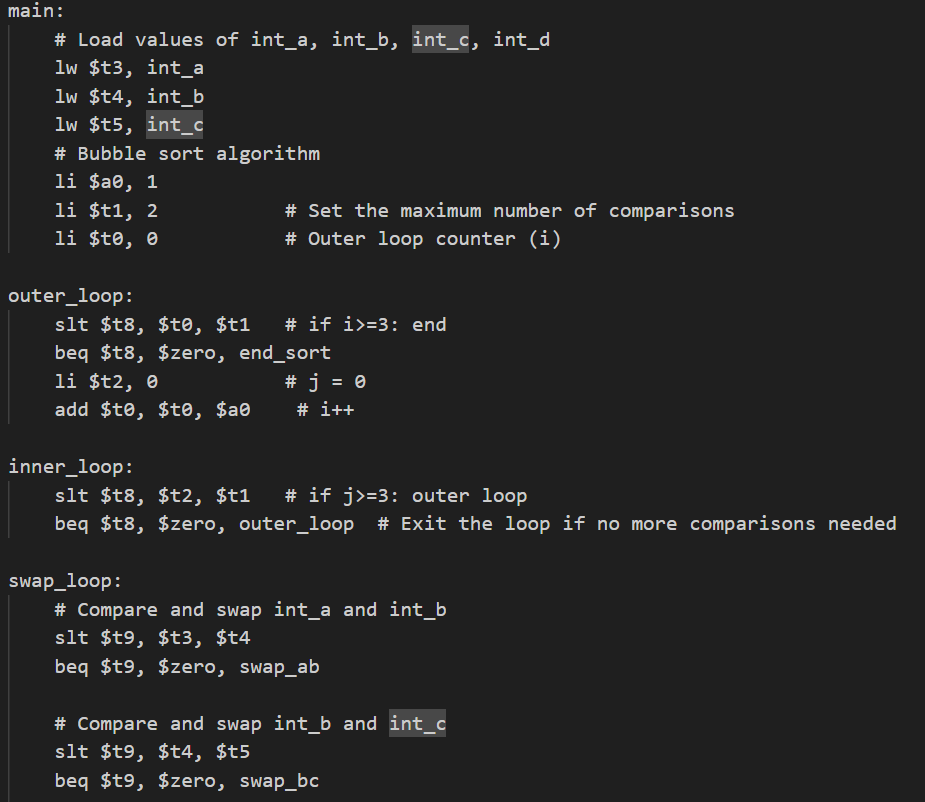 main:
    # Load values of int_a, int_b, int_c, int_d
    lw $t3, int_a
    lw $t4, int_b
    lw $t5, int_c
    # Bubble sort algorithm
    li $a0, 1
    li $t1, 2           # Set the maximum number of comparisons
    li $t0, 0           # Outer loop counter (i)

outer_loop:
    slt $t8, $t0, $t1   # if i>=3: end
    beq $t8, $zero, end_sort
    li $t2, 0           # j = 0
    add $t0, $t0, $a0    # i++

inner_loop:
    slt $t8, $t2, $t1   # if j>=3: outer loop
    beq $t8, $zero, outer_loop  # Exit the loop if no more comparisons needed

swap_loop:
    # Compare and swap int_a and int_b
    slt $t9, $t3, $t4
    beq $t9, $zero, swap_ab

    # Compare and swap int_b and int_c
    slt $t9, $t4, $t5
    beq $t9, $zero, swap_bc